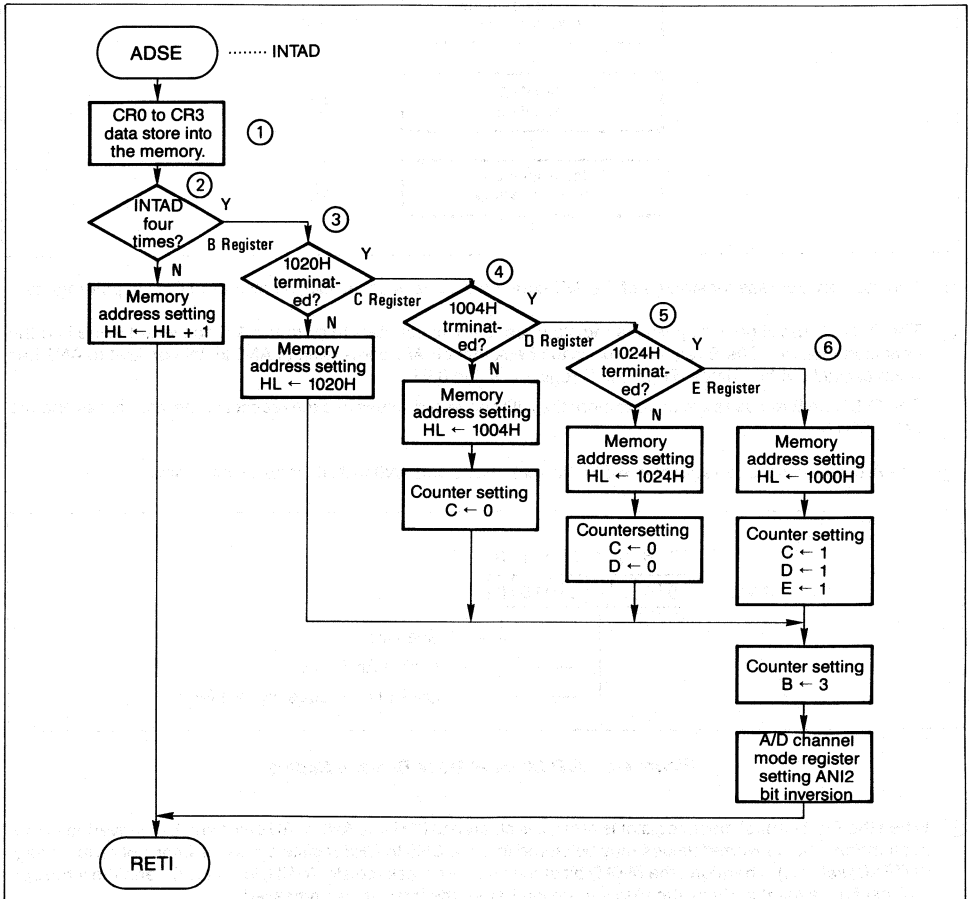 ADSE
........ INTAD
CR0 to CR3
data store into
the memory.
1
2
INTAD
four
times?
Y
B Register
N
Memory
address setting
HL ← HL + 1
3
1020H
terminat-
ed?
Y
C Register
N
Memory
address setting
HL ← 1020H
4
1004H
trminat-
ed?
Y
D Register
N
Memory
address setting
HL ← 1004H
Counter setting
C ← 0
5
1024H
terminat-
ed?
Y
E Register
N
Memory
address setting
HL ← 1024H
Countersetting
C ← 0
D ← 0
6
Memory
address setting
HL ← 1000H
Counter setting
C ← 1
D ← 1
E ← 1
Counter setting
B ← 3
A/D channel
mode register
setting ANI2
bit inversion
RETI